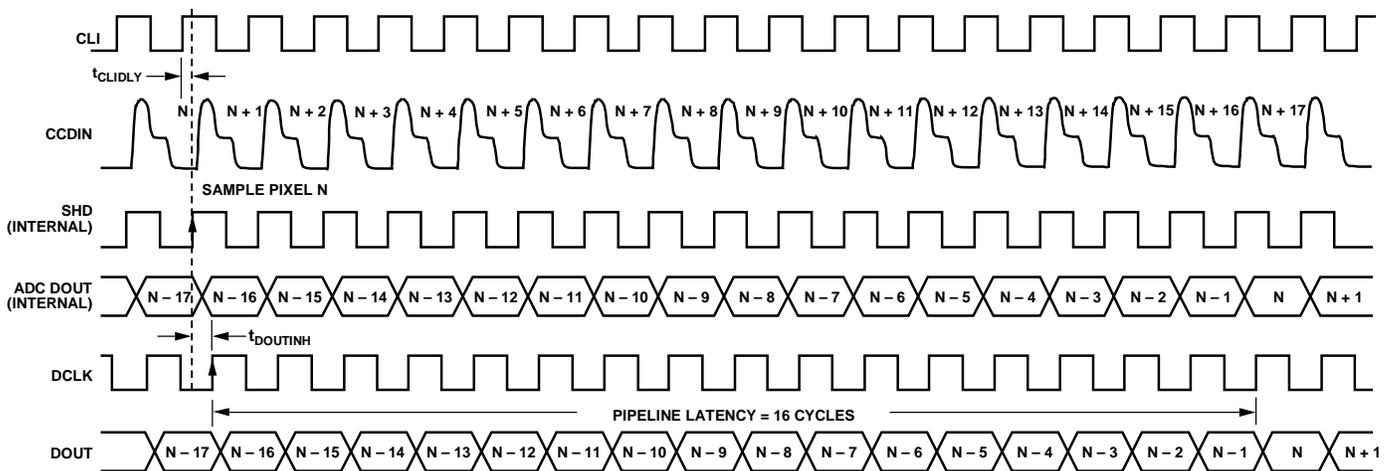 CLI
tCLIDLY
N N + 1 N + 2 N + 3 N + 4 N + 5 N + 6 N + 7 N + 8 N + 9 N + 10 N + 11 N + 12 N + 13 N + 14 N + 15 N + 16 N + 17
CCDIN
SAMPLE PIXEL N
SHD
(INTERNAL)
ADC DOUT
(INTERNAL)
N – 17 N – 16 N – 15 N – 14 N – 13 N – 12 N – 11 N – 10 N – 9 N – 8 N – 7 N – 6 N – 5 N – 4 N – 3 N – 2 N – 1 N N + 1
tDOUTINH
DCLK
PIPELINE LATENCY = 16 CYCLES
DOUT N – 17 N – 16 N – 15 N – 14 N – 13 N – 12 N – 11 N – 10 N – 9 N – 8 N – 7 N – 6 N – 5 N – 4 N – 3 N – 2 N – 1 N N + 1